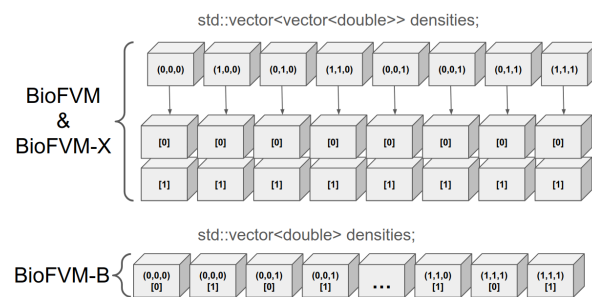 std::vector<vector<double>> densities;
(0,0,0) (1,0,0) (0,1,0) (1,1,0) (0,0,1) (0,0,1) (0,1,1) (1,1,1)
BioFVM
&
BioFVM-X
[0] [0] [0] [0] [0] [0] [0] [0]
[1] [1] [1] [1] [1] [1] [1] [1]
std::vector<double> densities;
BioFVM-B
(0,0,0) (0,0,0) (0,0,1) (0,0,1) ... (1,1,0) (1,1,1) (1,1,1)
[0] [1] [0] [1] [1] [0] [1]